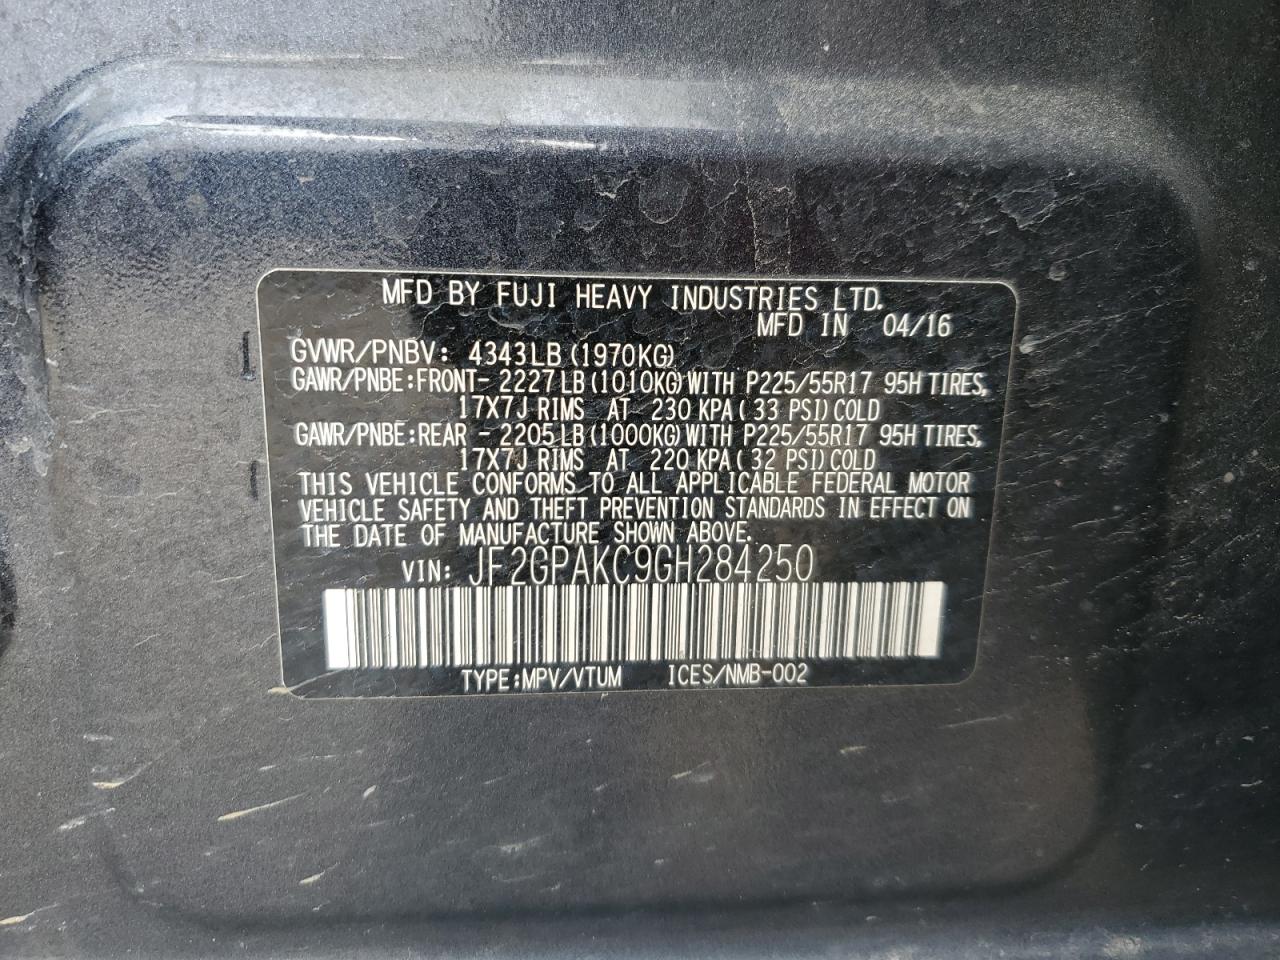 MFD BY FUJI HEAVY INDUSTRIES LTD.
MFD IN 04/16
GVWR/PNBV: 4343LB(1970KG)
GAWR/PNBE:FRONT- 2227LB(1010KG)WITH P225/55R17 95H TIRES,
17X7J RIMS AT 230 KPA(33 PSI)COLD
GAWR/PNBE:REAR - 2205LB(1000KG)WITH P225/55R17 95H TIRES,
17X7J RIMS AT 220 KPA(32 PSI)COLD
THIS VEHICLE CONFORMS TO ALL APPLICABLE FEDERAL MOTOR
VEHICLE SAFETY AND THEFT PREVENTION STANDARDS IN EFFECT ON
THE DATE OF MANUFACTURE SHOWN ABOVE.
VIN: JF2GPAKC9GH284250
TYPE:MPV/VTUM ICES/NMB-002